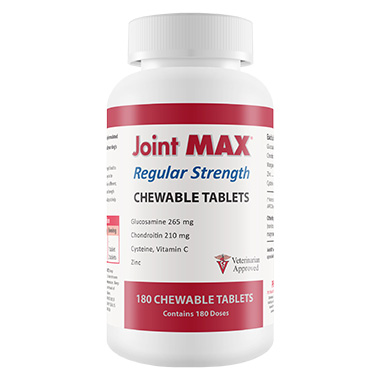 Joint MAX™
Regular Strength
CHEWABLE TABLETS
Glucosamine 265 mg
Chondroitin 210 mg
Cysteine, Vitamin C
Zinc
Veterinarian
Approved
180 CHEWABLE TABLETS
Contains 180 Doses